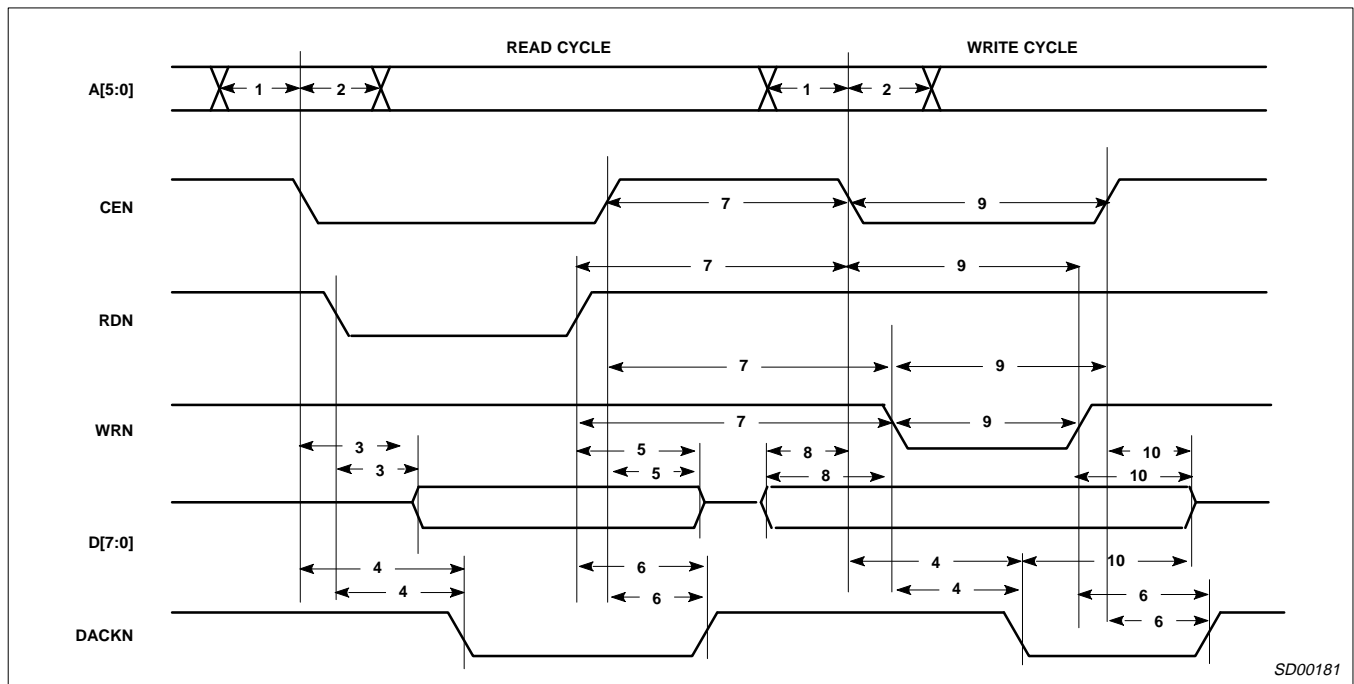 READ CYCLE WRITE CYCLE
A[5:0] 1 2 1 2
CEN 7 9
7 9
RDN
7 9
WRN 7 9
3 5 8 10
3 5 8 10
D[7:0]
4 6 4 10
4 6 4 6
6
DACKN
SD00181